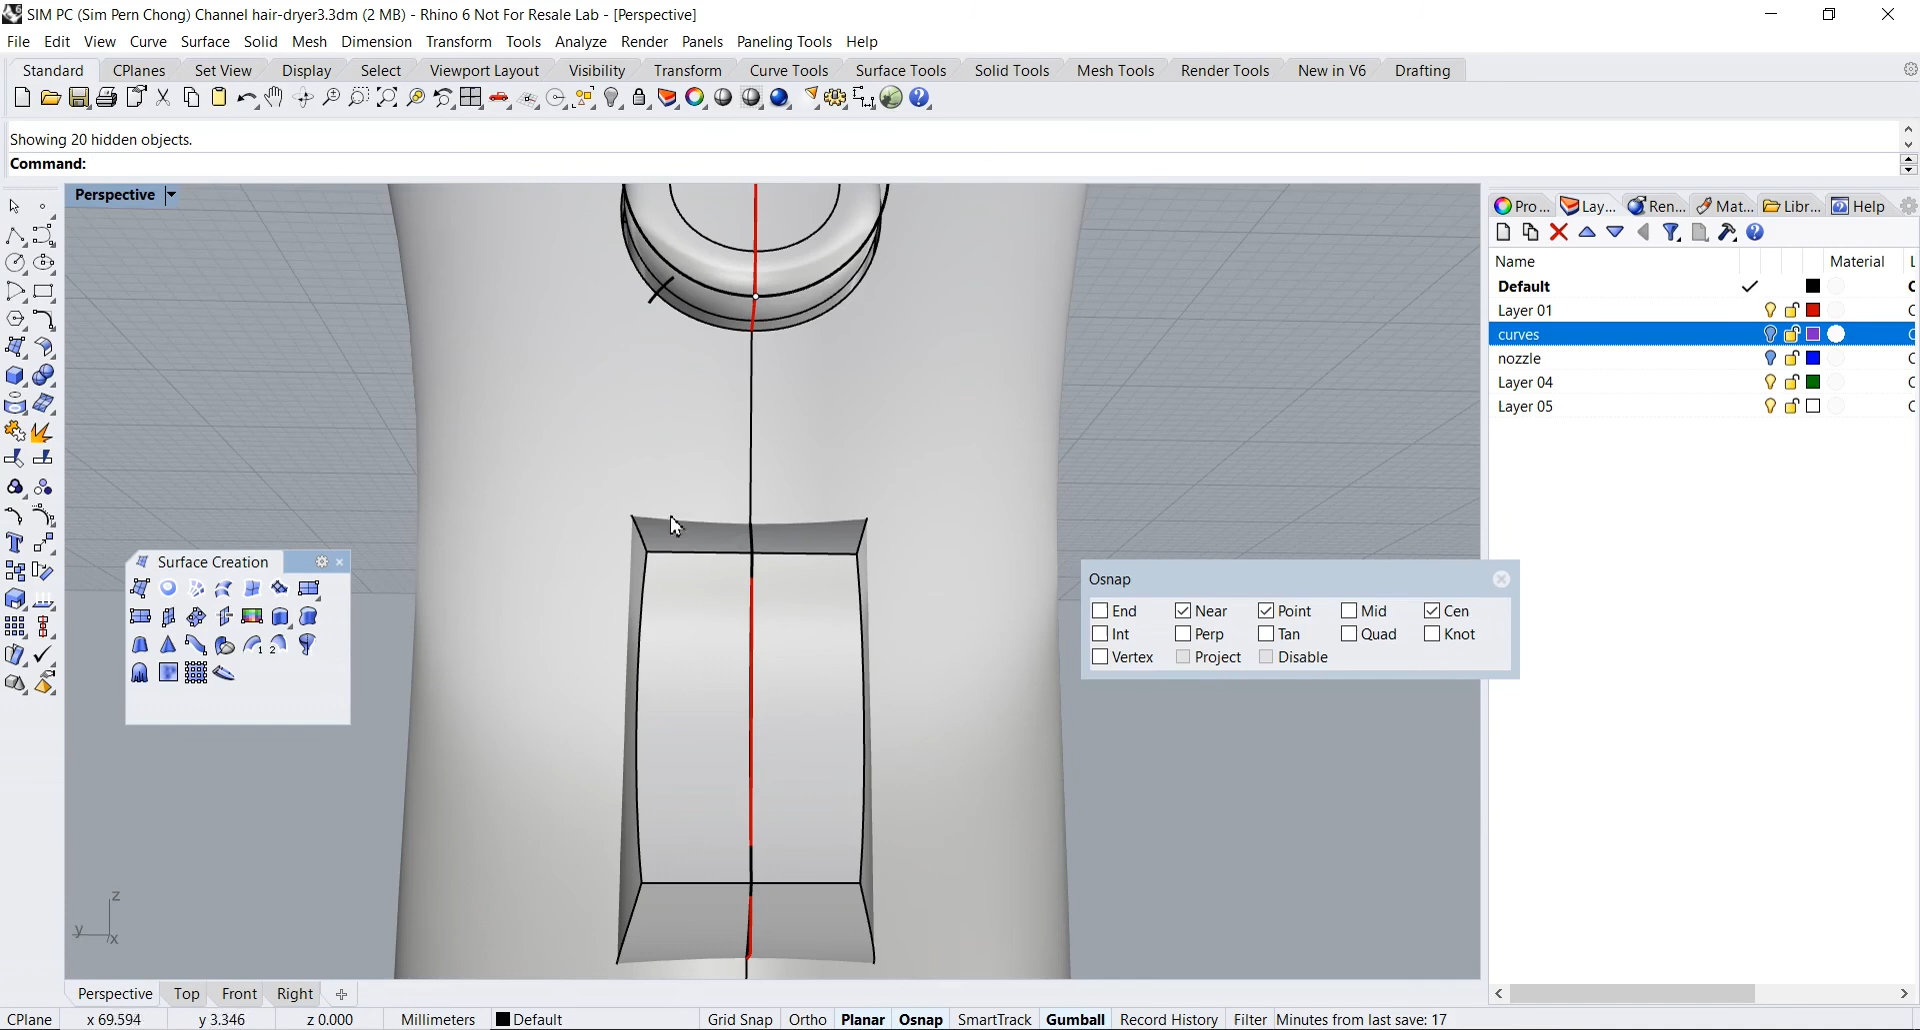 SIM PC (Sim Pern Chong) Channel hair-dryer3.3dm (2 MB) - Rhino 6 Not For Resale Lab - [Perspective]
File Edit View Curve Surface Solid Mesh Dimension Transform Tools Analyze Render Panels Paneling Tools Help
Standard CPlanes Set View Display Select Viewport Layout Visibility Transform Curve Tools Surface Tools Solid Tools Mesh Tools Render Tools New in V6 Drafting
Showing 20 hidden objects.
Command:
Perspective
Pro ... Lay... Ren... Mat... Libr... Help
Name Material L
Default C
Layer 01 C
curves C
nozzle C
Layer 04 C
Layer 05 C
Surface Creation
1 2
Osnap
End Near Point Mid Cen
Int Perp Tan Quad Knot
Vertex Project Disable
z
y x
Perspective Top Front Right
CPlane x 69.594 y 3.346 z 0.000 Millimeters Default Grid Snap Ortho Planar Osnap SmartTrack Gumball Record History Filter Minutes from last save: 17